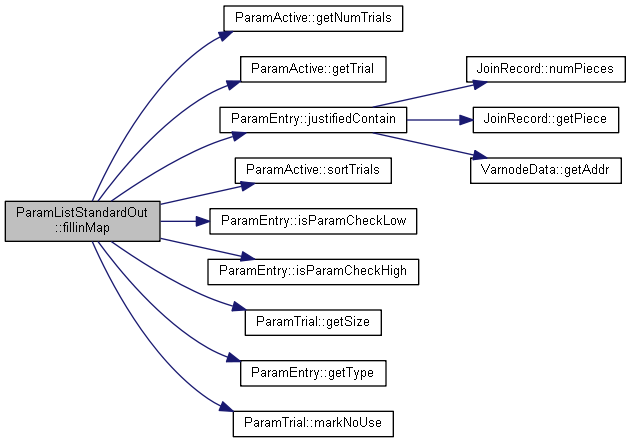 ParamActive::getNumTrials
ParamActive::getTrial
JoinRecord::numPieces
ParamEntry::justifiedContain
JoinRecord::getPiece
ParamActive::sortTrials
VarnodeData::getAddr
ParamListStandardOut
::fillinMap
ParamEntry::isParamCheckLow
ParamEntry::isParamCheckHigh
ParamTrial::getSize
ParamEntry::getType
ParamTrial::markNoUse